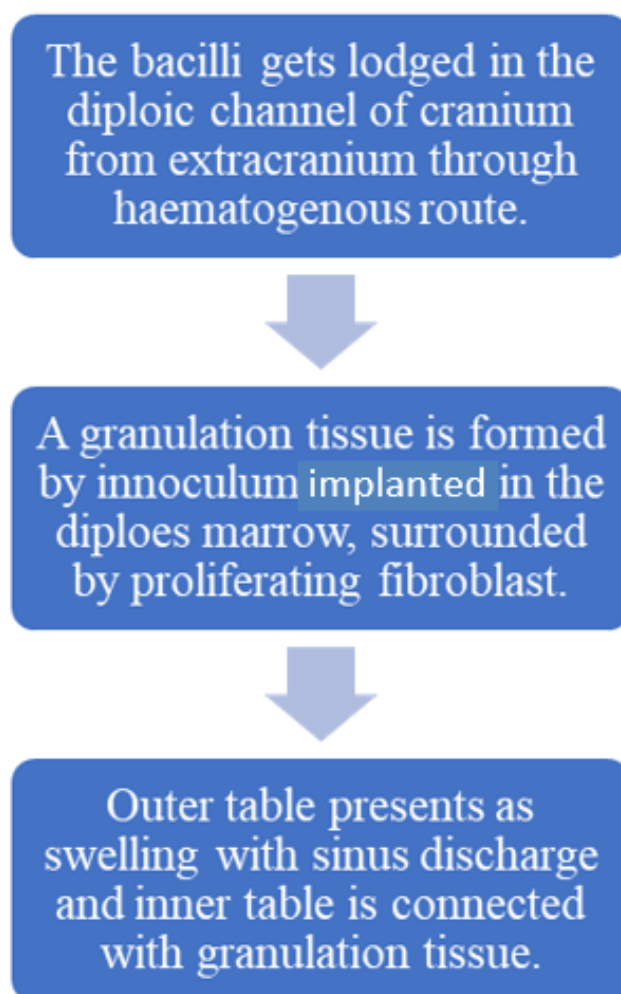 The bacilli gets lodged in the
diploic channel of cranium
from extracranium through
haematogenous route.
A granulation tissue is formed
by innoculum implanted in the
diploes marrow, surrounded
by proliferating fibroblast.
Outer table presents as
swelling with sinus discharge
and inner table is connected
with granulation tissue.